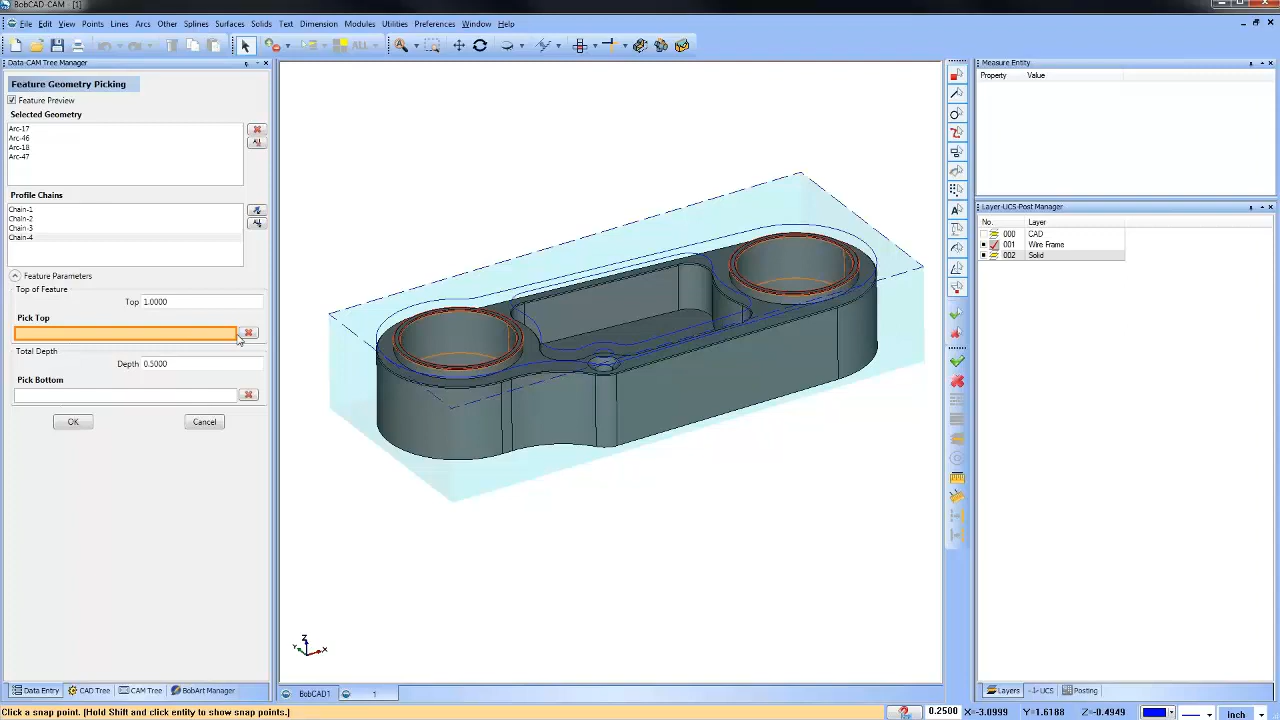 BobCAD-CAM - [1]
File Edit View Points Lines Arcs Other Splines Surfaces Solids Text Dimension Modules Utilities Preferences Window Help
ALL
Data-CAM Tree Manager
Feature Geometry Picking
Feature Preview
Selected Geometry
Arc-17
Arc-46
Arc-18
Arc-47
ALL
Profile Chains
Chain-1
Chain-2
Chain-3
Chain-4
Feature Parameters
Top of Feature
Top 1.0000
Pick Top
Total Depth
Depth 0.5000
Pick Bottom
OK Cancel
Data Entry CAD Tree CAM Tree BobArt Manager
Click a snap point. [Hold Shift and click entity to show snap points.]
Z
Y
X
BobCAD1 1
Measure Entity
Property Value
Layer-UCS-Post Manager
No. Layer
000 CAD
001 Wire Frame
002 Solid
Layers UCS Posting
0.2500 X=-3.0999 Y=1.6188 Z=-0.4949 Inch